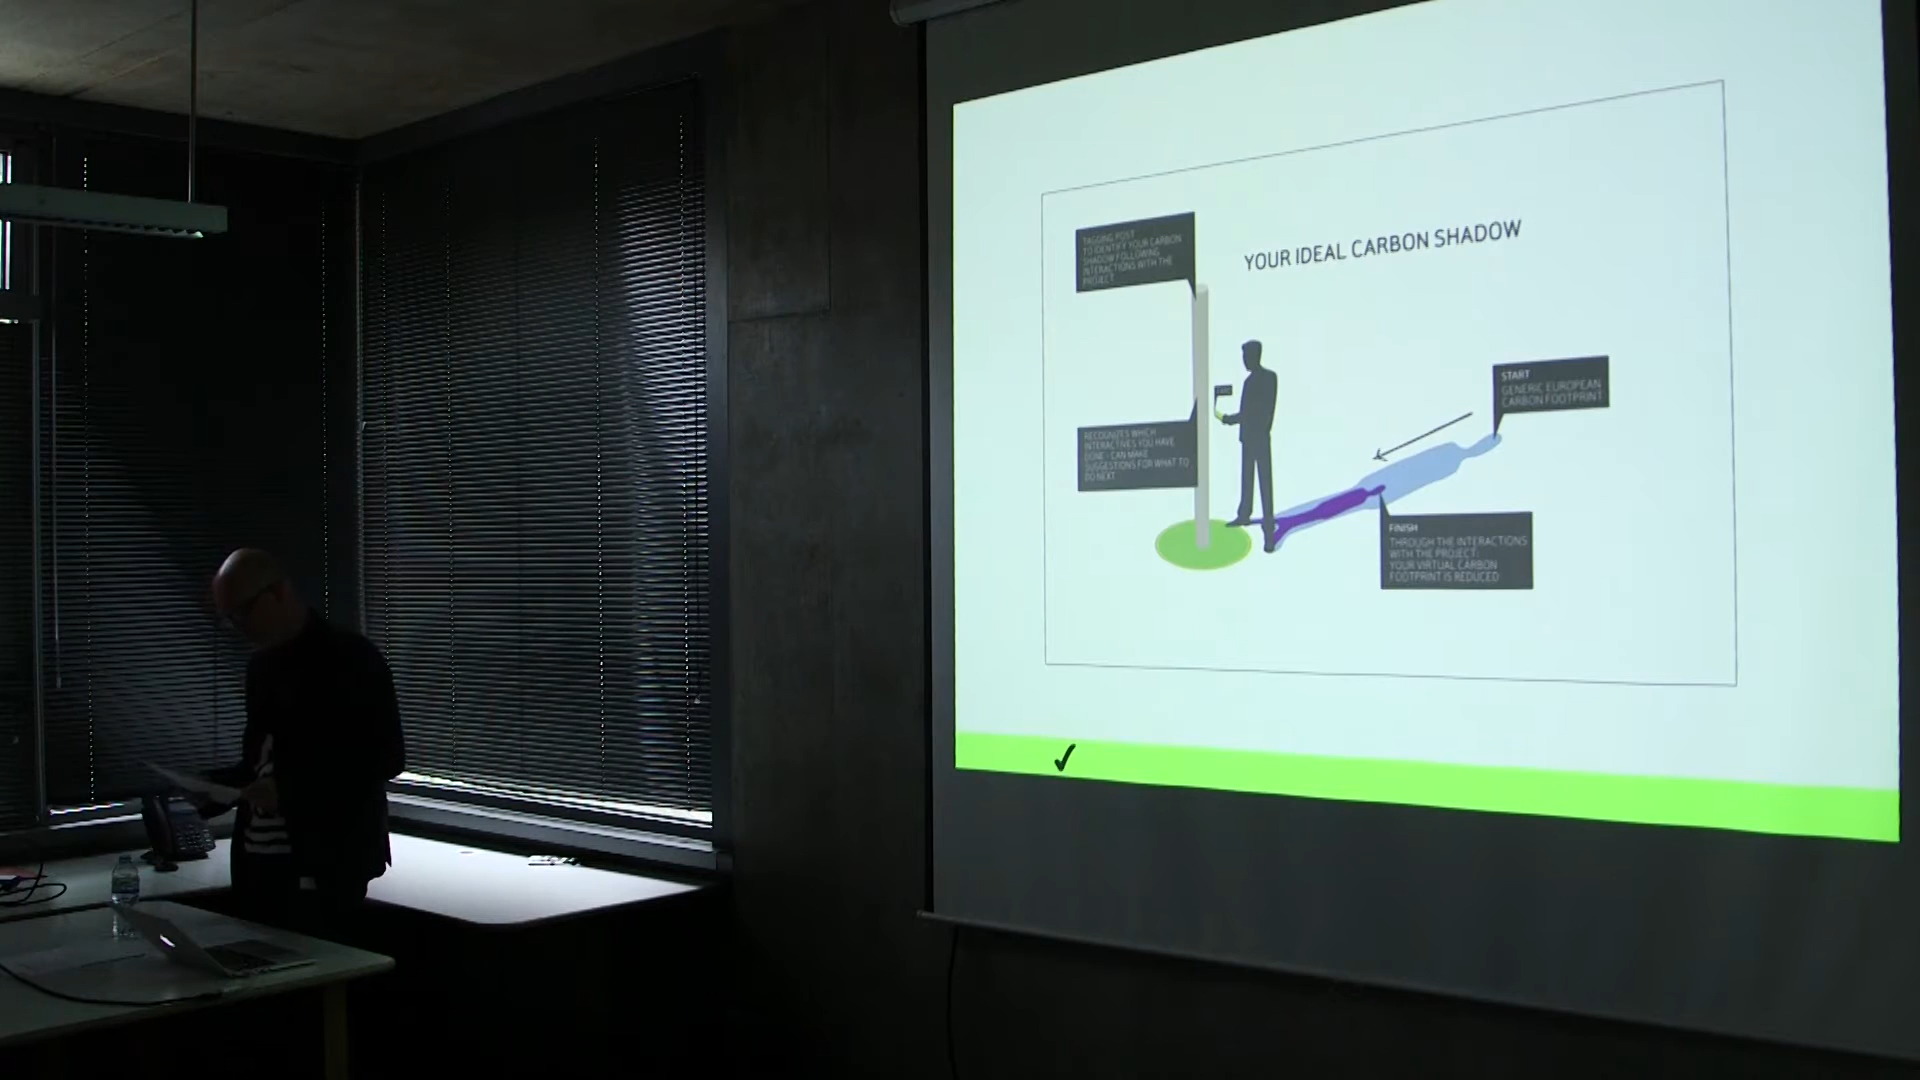 YOUR IDEAL CARBON SHADOW
TAGGING POST
TO IDENTIFY YOUR CARBON
SHADOW FOLLOWING
INTERACTIONS WITH THE
PROJECT
START
GENERIC EUROPEAN
CARBON FOOTPRINT
RECOGNIZES WHICH
INTERACTIVES YOU HAVE
DONE - CAN MAKE
SUGGESTIONS FOR WHAT TO
DO NEXT
FINISH
THROUGH THE INTERACTIONS
WITH THE PROJECT:
YOUR VIRTUAL CARBON
FOOTPRINT IS REDUCED